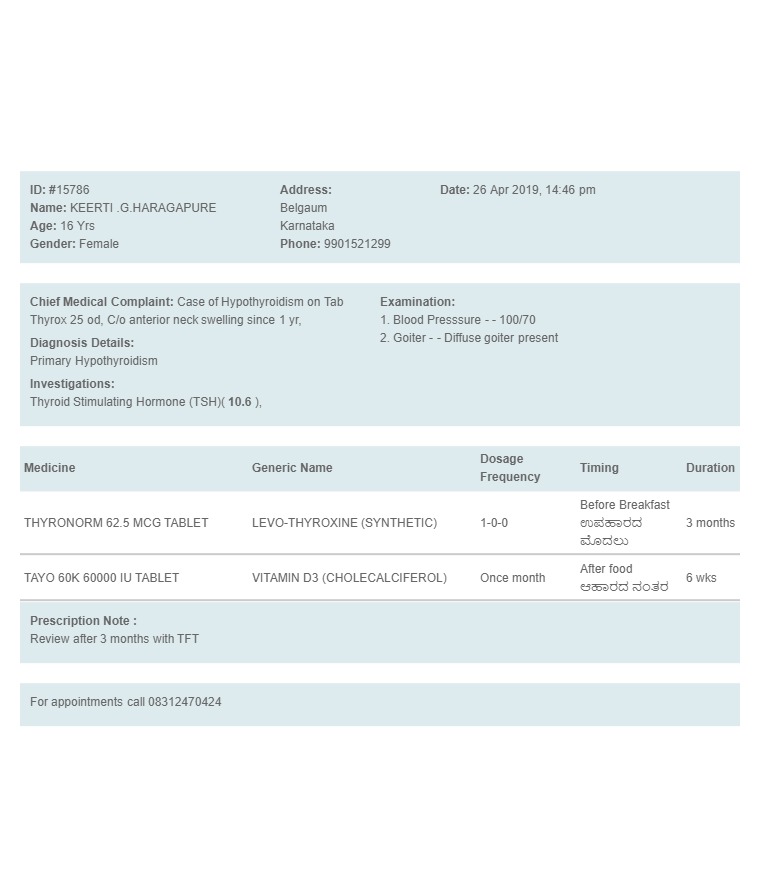 ID: #15786
Name: KEERTI .G.HARAGAPURE
Age: 16 Yrs
Gender: Female
Address:
Belgaum
Karnataka
Phone: 9901521299
Date: 26 Apr 2019, 14:46 pm
Chief Medical Complaint: Case of Hypothyroidism on Tab
Thyrox 25 od, C/o anterior neck swelling since 1 yr,
Diagnosis Details:
Primary Hypothyroidism
Investigations:
Thyroid Stimulating Hormone (TSH)( 10.6 ),
Examination:
1. Blood Presssure - - 100/70
2. Goiter - - Diffuse goiter present
Medicine Generic Name Dosage Frequency Timing Duration
THYRONORM 62.5 MCG TABLET LEVO-THYROXINE (SYNTHETIC) 1-0-0 Before Breakfast ಉಪಹಾರದ ಮೊದಲು 3 months
TAYO 60K 60000 IU TABLET VITAMIN D3 (CHOLECALCIFEROL) Once month After food ಆಹಾರದ ನಂತರ 6 wks
Prescription Note :
Review after 3 months with TFT
For appointments call 08312470424